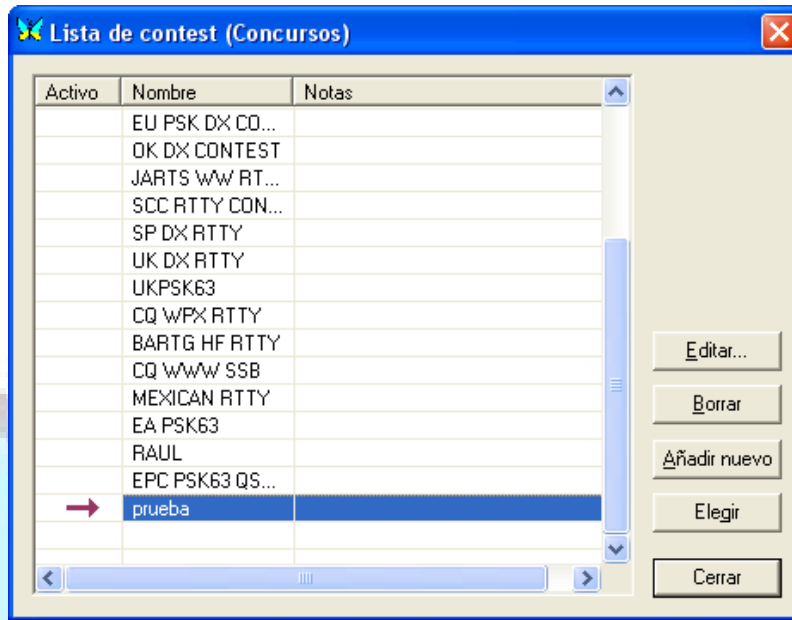 Lista de contest (Concursos)
Activo Nombre Notas
EU PSK DX CO...
OK DX CONTEST
JARTS WW RT...
SCC RTTY CON...
SP DX RTTY
UK DX RTTY
UKPSK63
CQ WPX RTTY
BARTG HF RTTY
CQ WWW SSB
MEXICAN RTTY
EA PSK63
RAUL
EPC PSK63 QS...
prueba
Editar...
Borrar
Añadir nuevo
Elegir
Cerrar